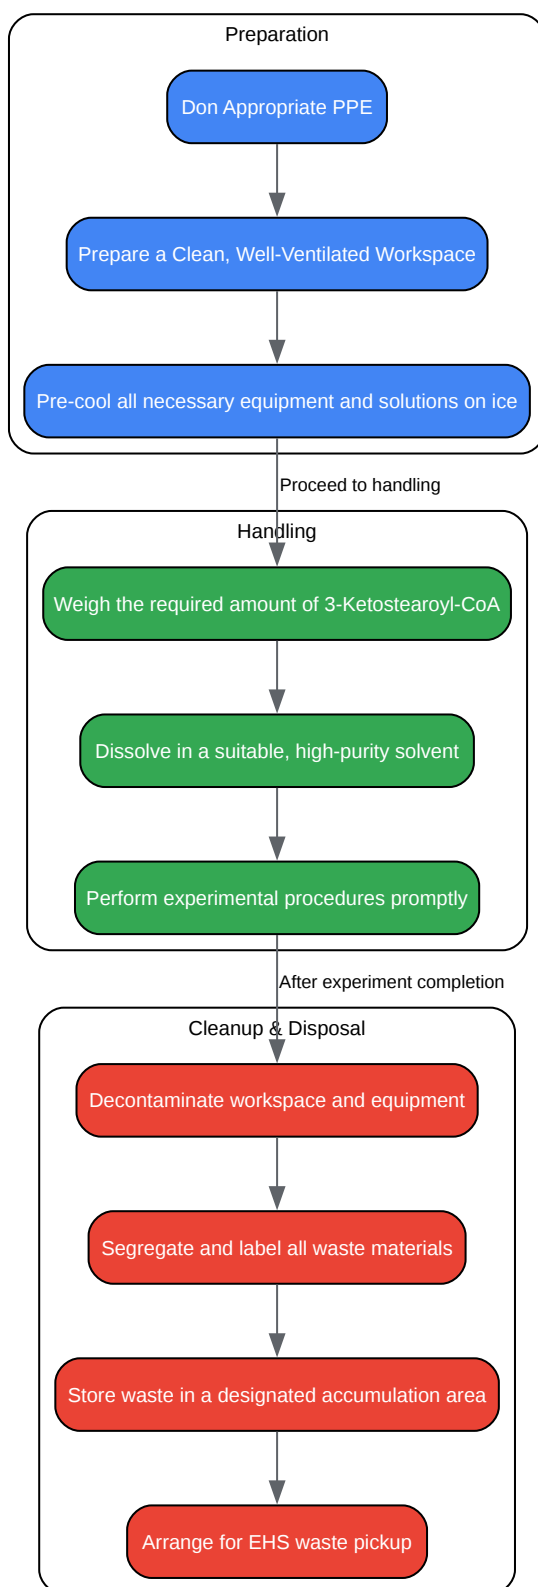 Preparation
Don Appropriate PPE
Prepare a Clean, Well-Ventilated Workspace
Pre-cool all necessary equipment and solutions on ice
Proceed to handling
Handling
Weigh the required amount of 3-Ketostearoyl-CoA
Dissolve in a suitable, high-purity solvent
Perform experimental procedures promptly
After experiment completion
Cleanup & Disposal
Decontaminate workspace and equipment
Segregate and label all waste materials
Store waste in a designated accumulation area
Arrange for EHS waste pickup